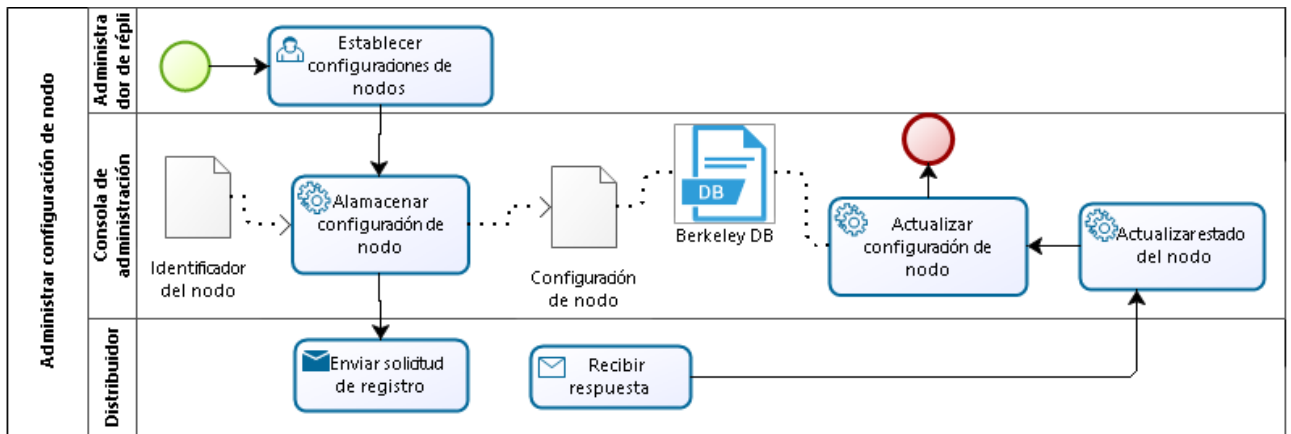 Administrar configuración de nodo
Administra
dor de répli
Establecer
configuraciones de
nodos
Consola de
administración
Identificador
del nodo
Alamacenar
configuración de
nodo
Configuración
de nodo
DB
Berkeley DB
Actualizar
configuración de
nodo
Actualizarestado
del nodo
Distribuidor
Enviar solicitud
de registro
Recibir
respuesta